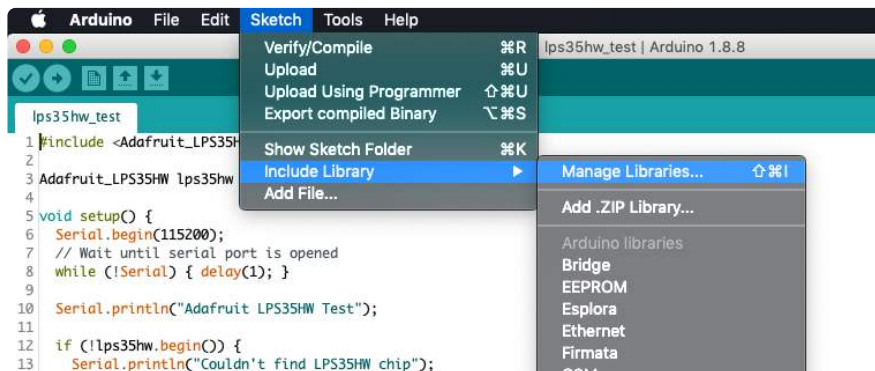 Arduino File Edit Sketch Tools Help
lps35hw_test | Arduino 1.8.8
Verify/Compile ⌘R
Upload ⌘U
Upload Using Programmer ⇧⌘U
Export compiled Binary ⌥⌘S
Show Sketch Folder ⌘K
Include Library ▶
Add File...
Manage Libraries... ⇧⌘I
Add .ZIP Library...
Arduino libraries
Bridge
EEPROM
Esplora
Ethernet
Firmata
lps35hw_test
1 #include <Adafruit_LPS35H
2
3 Adafruit_LPS35HW lps35hw
4
5 void setup() {
6 Serial.begin(115200);
7 // Wait until serial port is opened
8 while (!Serial) { delay(1); }
9
10 Serial.println("Adafruit LPS35HW Test");
11
12 if (!lps35hw.begin()) {
13 Serial.println("Couldn't find LPS35HW chip");